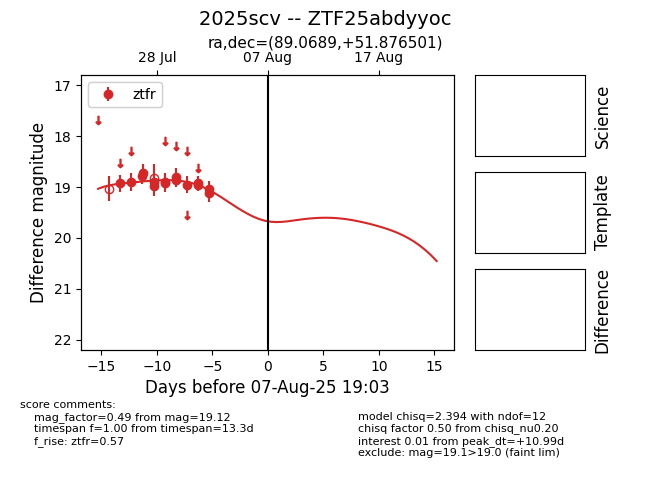 2025scv -- ZTF25abdyyoc
ra,dec=(89.0689,+51.876501)
28 Jul
07 Aug
17 Aug
ztfr
17
18
19
20
21
22
Difference magnitude
−15
−10
−5
0
5
10
15
Days before 07-Aug-25 19:03
Science
Template
Difference
score comments:
mag_factor=0.49 from mag=19.12
timespan f=1.00 from timespan=13.3d
f_rise: ztfr=0.57
model chisq=2.394 with ndof=12
chisq factor 0.50 from chisq_nu0.20
interest 0.01 from peak_dt=+10.99d
exclude: mag=19.1>19.0 (faint lim)